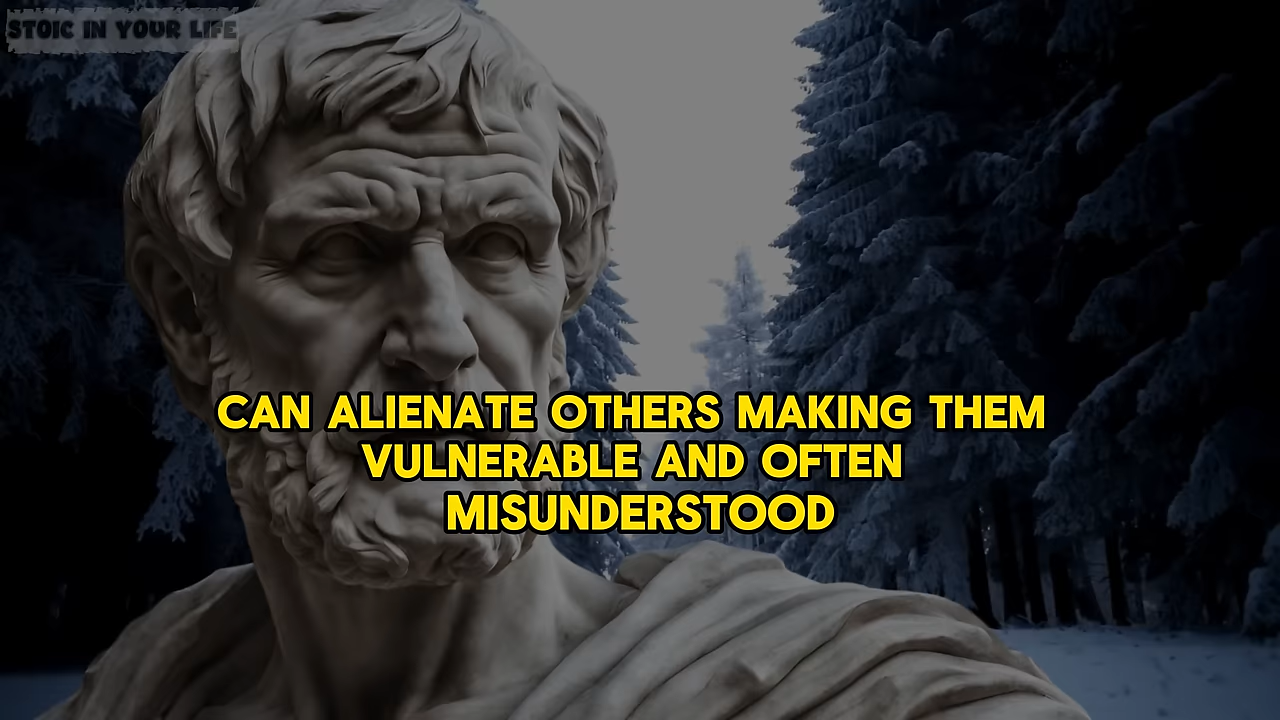 STOIC IN YOUR LIFE
CAN ALIENATE OTHERS MAKING THEM
VULNERABLE AND OFTEN
MISUNDERSTOOD